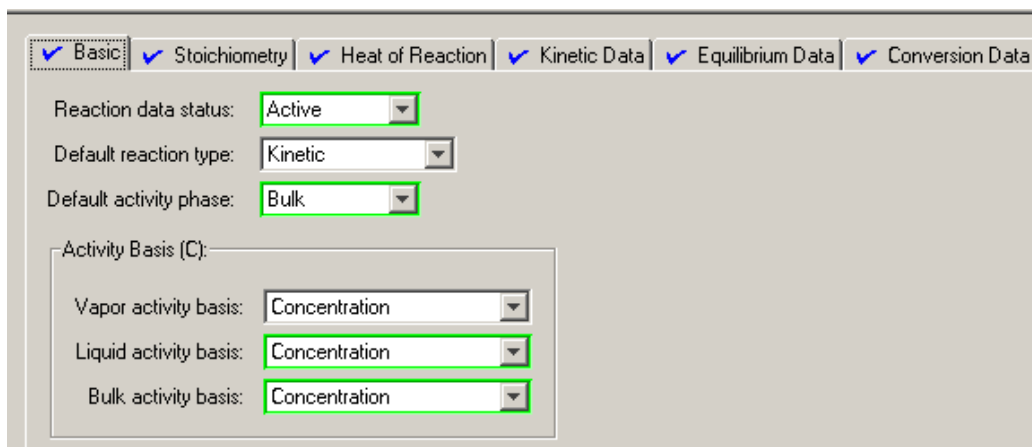 Basic Stoichiometry Heat of Reaction Kinetic Data Equilibrium Data Conversion Data
Reaction data status: Active
Default reaction type: Kinetic
Default activity phase: Bulk
Activity Basis (C):
Vapor activity basis: Concentration
Liquid activity basis: Concentration
Bulk activity basis: Concentration